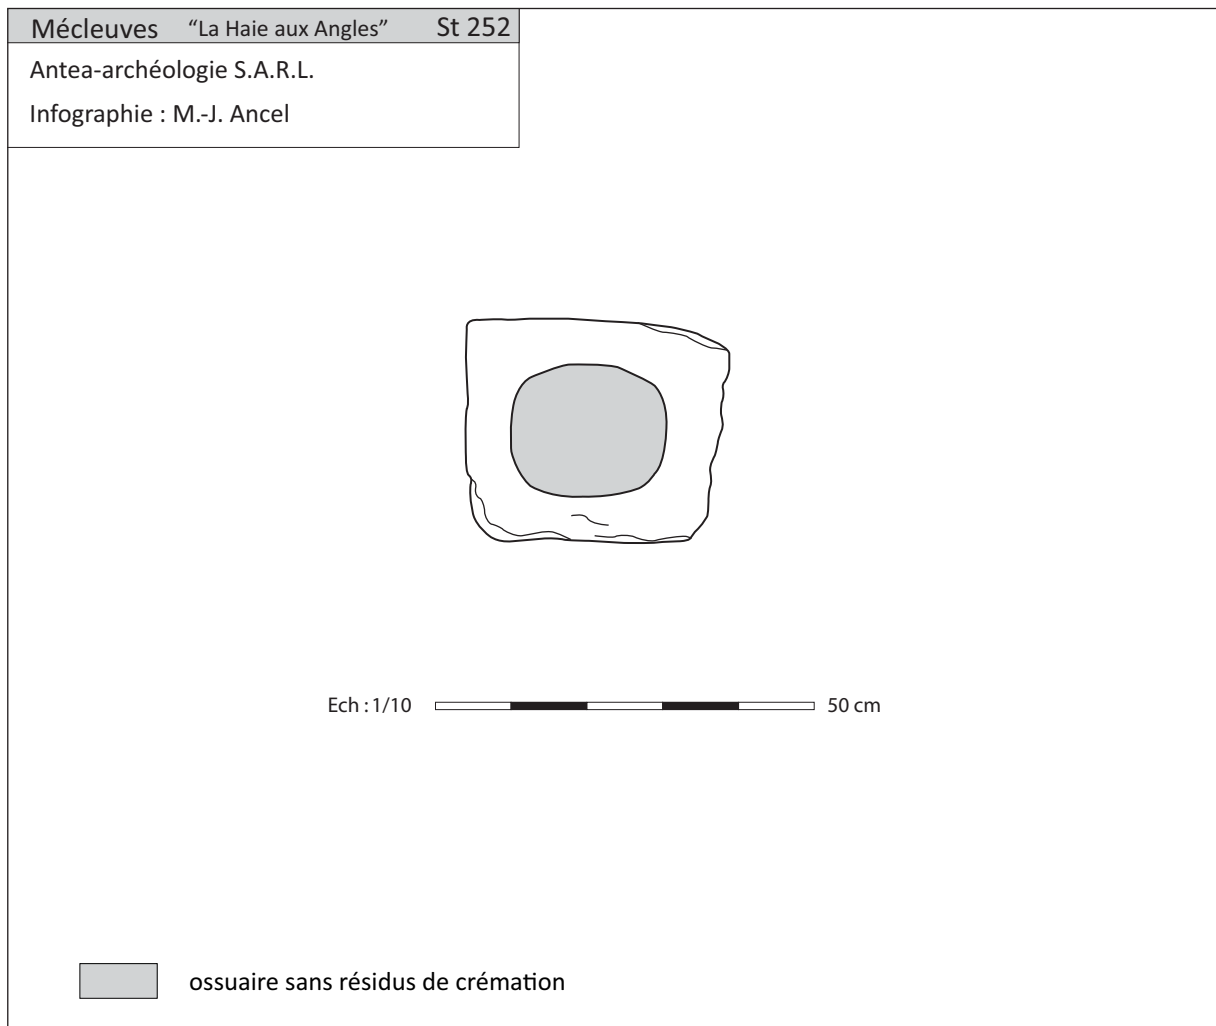 Mécleuves “La Haie aux Angles” St 252
Antea-archéologie S.A.R.L.
Infographie : M.-J. Ancel
Ech : 1/10 50 cm
ossuaire sans résidus de crémation